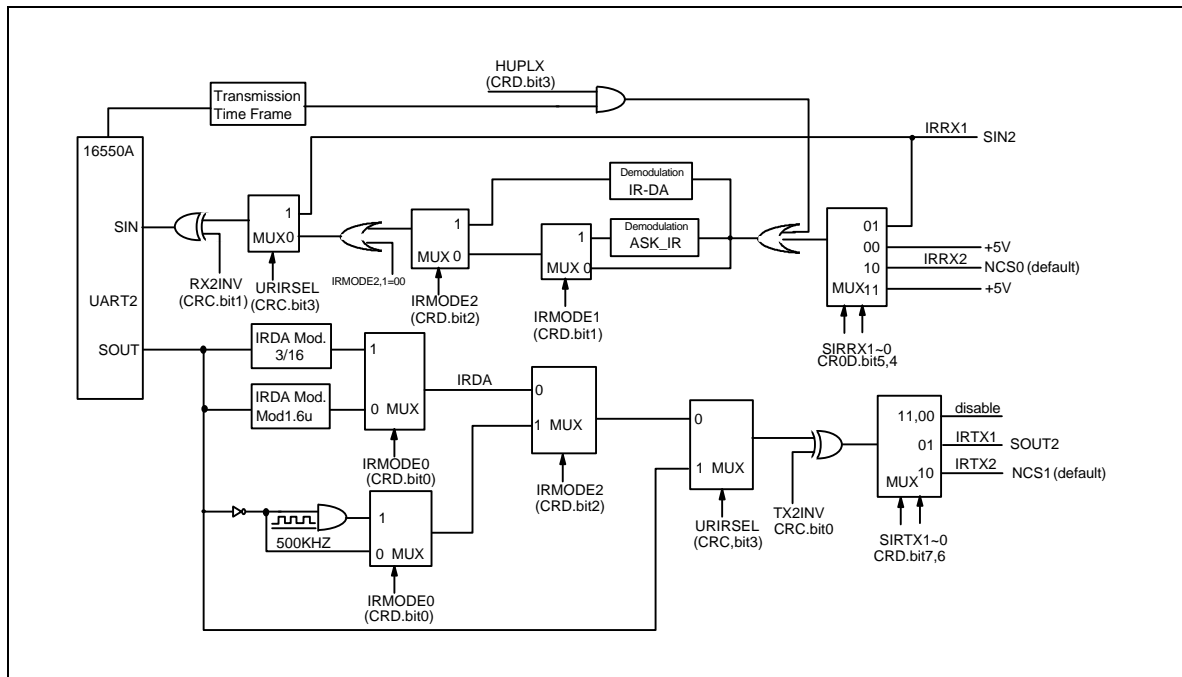 HUPLX
(CRD.bit3)
Transmission
Time Frame
16550A
IRRX1
SIN2
Demodulation
IR-DA
SIN
1
MUX 0
1
MUX 0
1
MUX 0
Demodulation
ASK_IR
01
00
10
MUX 11
+5V
IRRX2
NCS0 (default)
+5V
RX2INV
(CRC.bit1)
URIRSEL
(CRC.bit3)
IRMODE2,1=00
IRMODE2
(CRD.bit2)
IRMODE1
(CRD.bit1)
SIRRX1~0
CR0D.bit5,4
UART2
SOUT
IRDA Mod.
3/16
IRDA Mod.
Mod1.6u
1
0 MUX
IRDA
0
1 MUX
0
1 MUX
11,00
01
10
MUX
disable
IRTX1
SOUT2
IRTX2
NCS1 (default)
IRMODE0
(CRD.bit0)
IRMODE2
(CRD.bit2)
500KHZ
1
0 MUX
IRMODE0
(CRD.bit0)
URIRSEL
(CRC,bit3)
TX2INV
CRC.bit0
SIRTX1~0
CRD.bit7,6